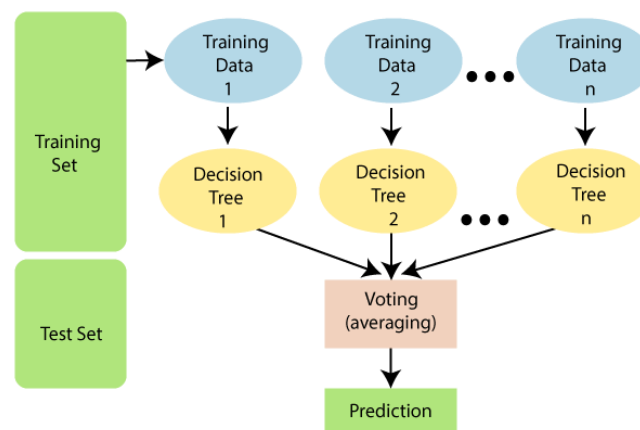 Training
Set
Test Set
Training
Data
1
Training
Data
2
Training
Data
n
Decision
Tree
1
Decision
Tree
2
Decision
Tree
n
Voting
(averaging)
Prediction